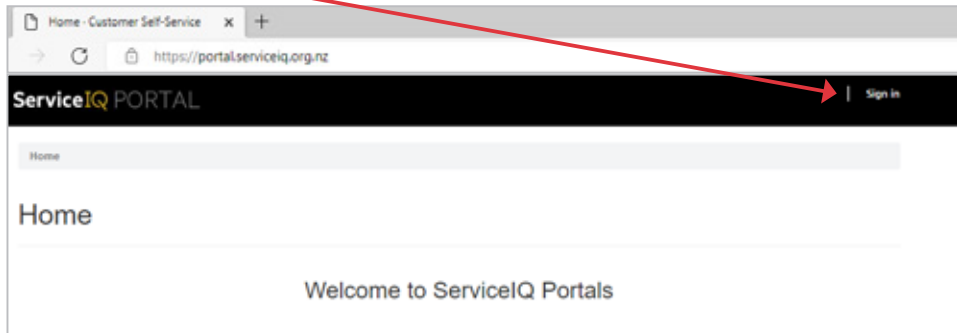 Home - Customer Self-Service x +
https://portal.serviceiq.org.nz
ServiceIQ PORTAL | Sign in
Home
Home
Welcome to ServiceIQ Portals